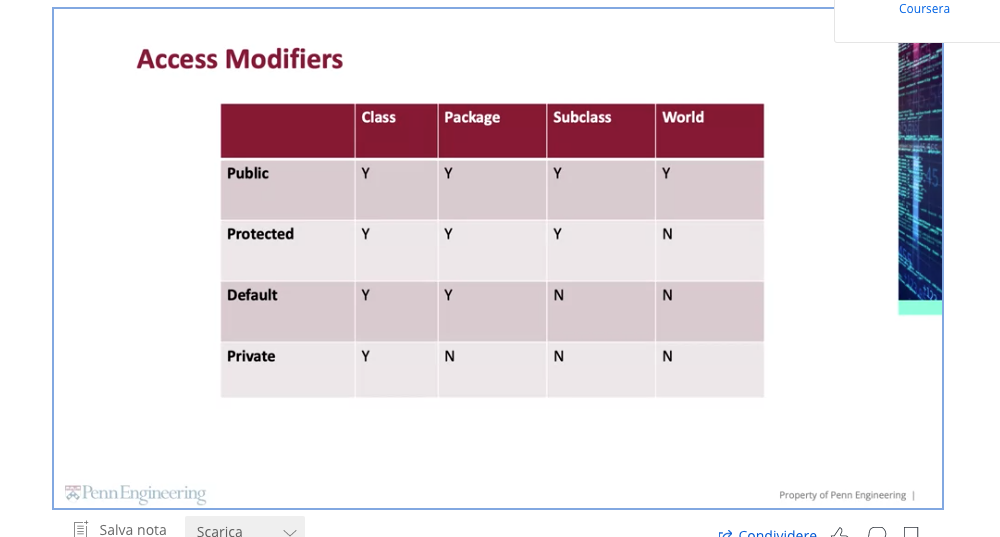 Coursera
Access Modifiers
Class Package Subclass World
Public Y Y Y Y
Protected Y Y Y N
Default Y Y N N
Private Y N N N
Penn Engineering
Property of Penn Engineering |
Salva nota Scarica Condividere